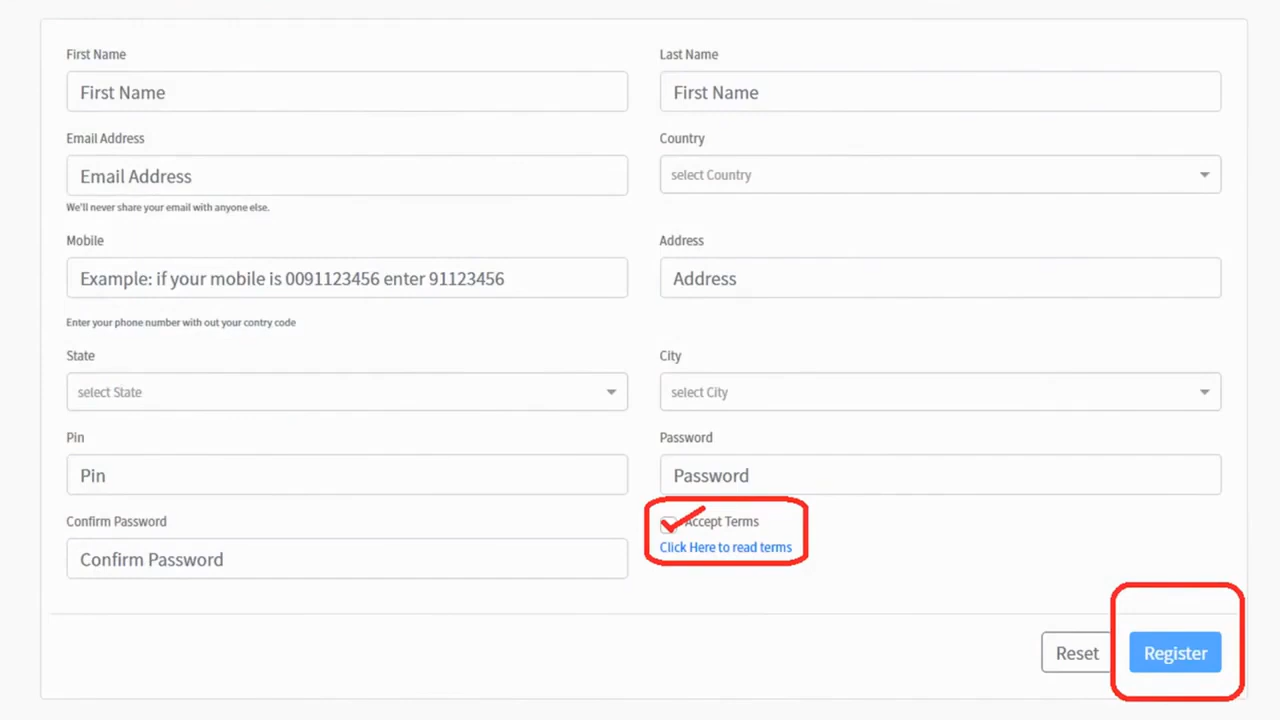 First Name
Last Name
First Name
First Name
Email Address
Country
Email Address
select Country
We'll never share your email with anyone else.
Mobile
Address
Example: if your mobile is 0091123456 enter 91123456
Address
Enter your phone number with out your contry code
State
City
select State
select City
Pin
Password
Pin
Password
Confirm Password
Accept Terms
Click Here to read terms
Confirm Password
Reset
Register